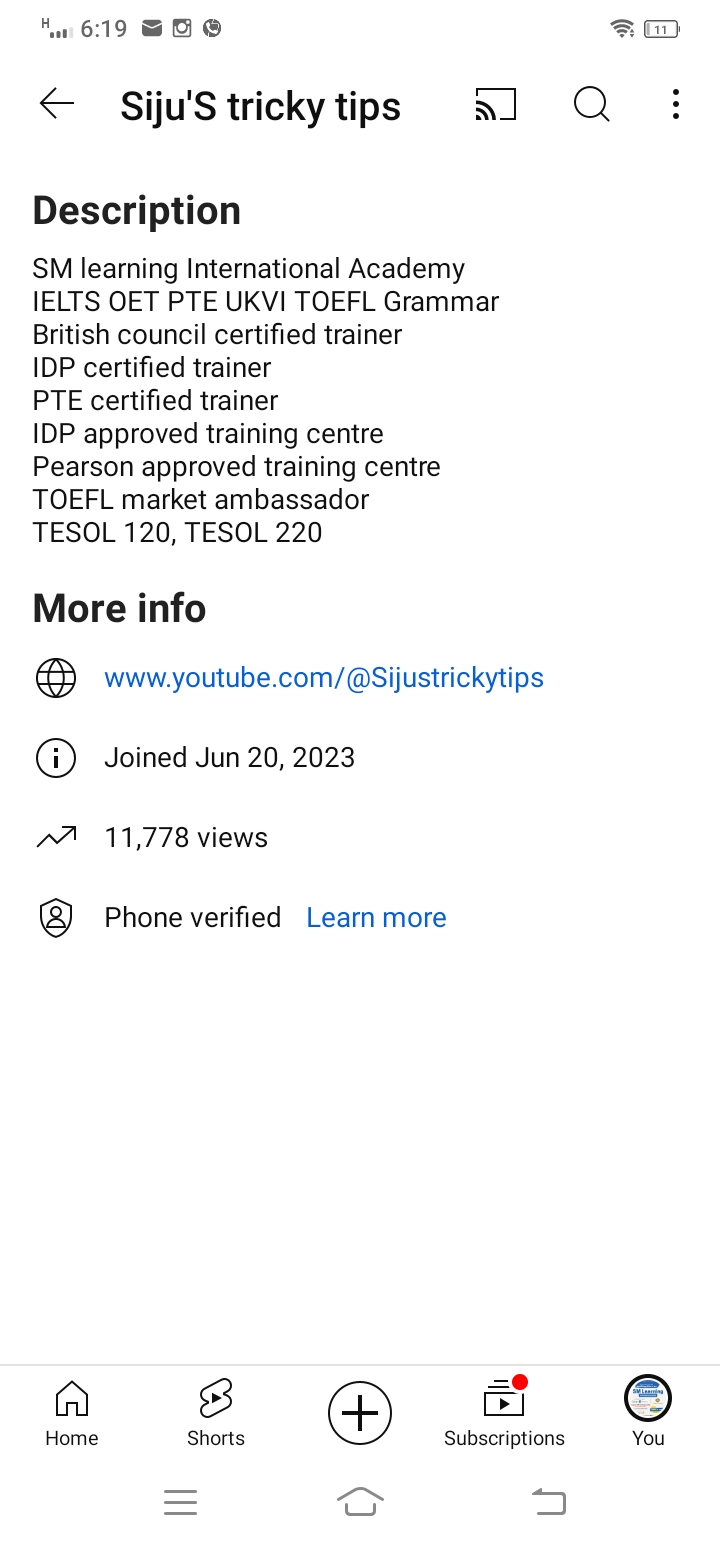 H 6:19 11
Siju'S tricky tips
Description
SM learning International Academy
IELTS OET PTE UKVI TOEFL Grammar
British council certified trainer
IDP certified trainer
PTE certified trainer
IDP approved training centre
Pearson approved training centre
TOEFL market ambassador
TESOL 120, TESOL 220
More info
www.youtube.com/@Sijustrickytips
Joined Jun 20, 2023
11,778 views
Phone verified Learn more
SM Learning
Home Shorts Subscriptions You